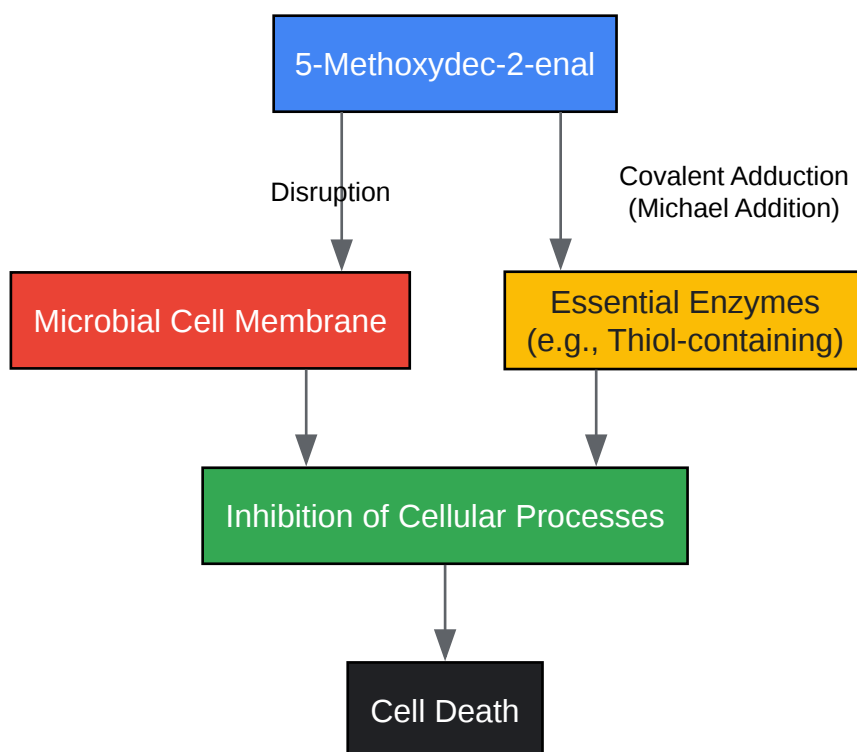 5-Methoxydec-2-enal
Disruption
Covalent Adduction
(Michael Addition)
Microbial Cell Membrane
Essential Enzymes
(e.g., Thiol-containing)
Inhibition of Cellular Processes
Cell Death